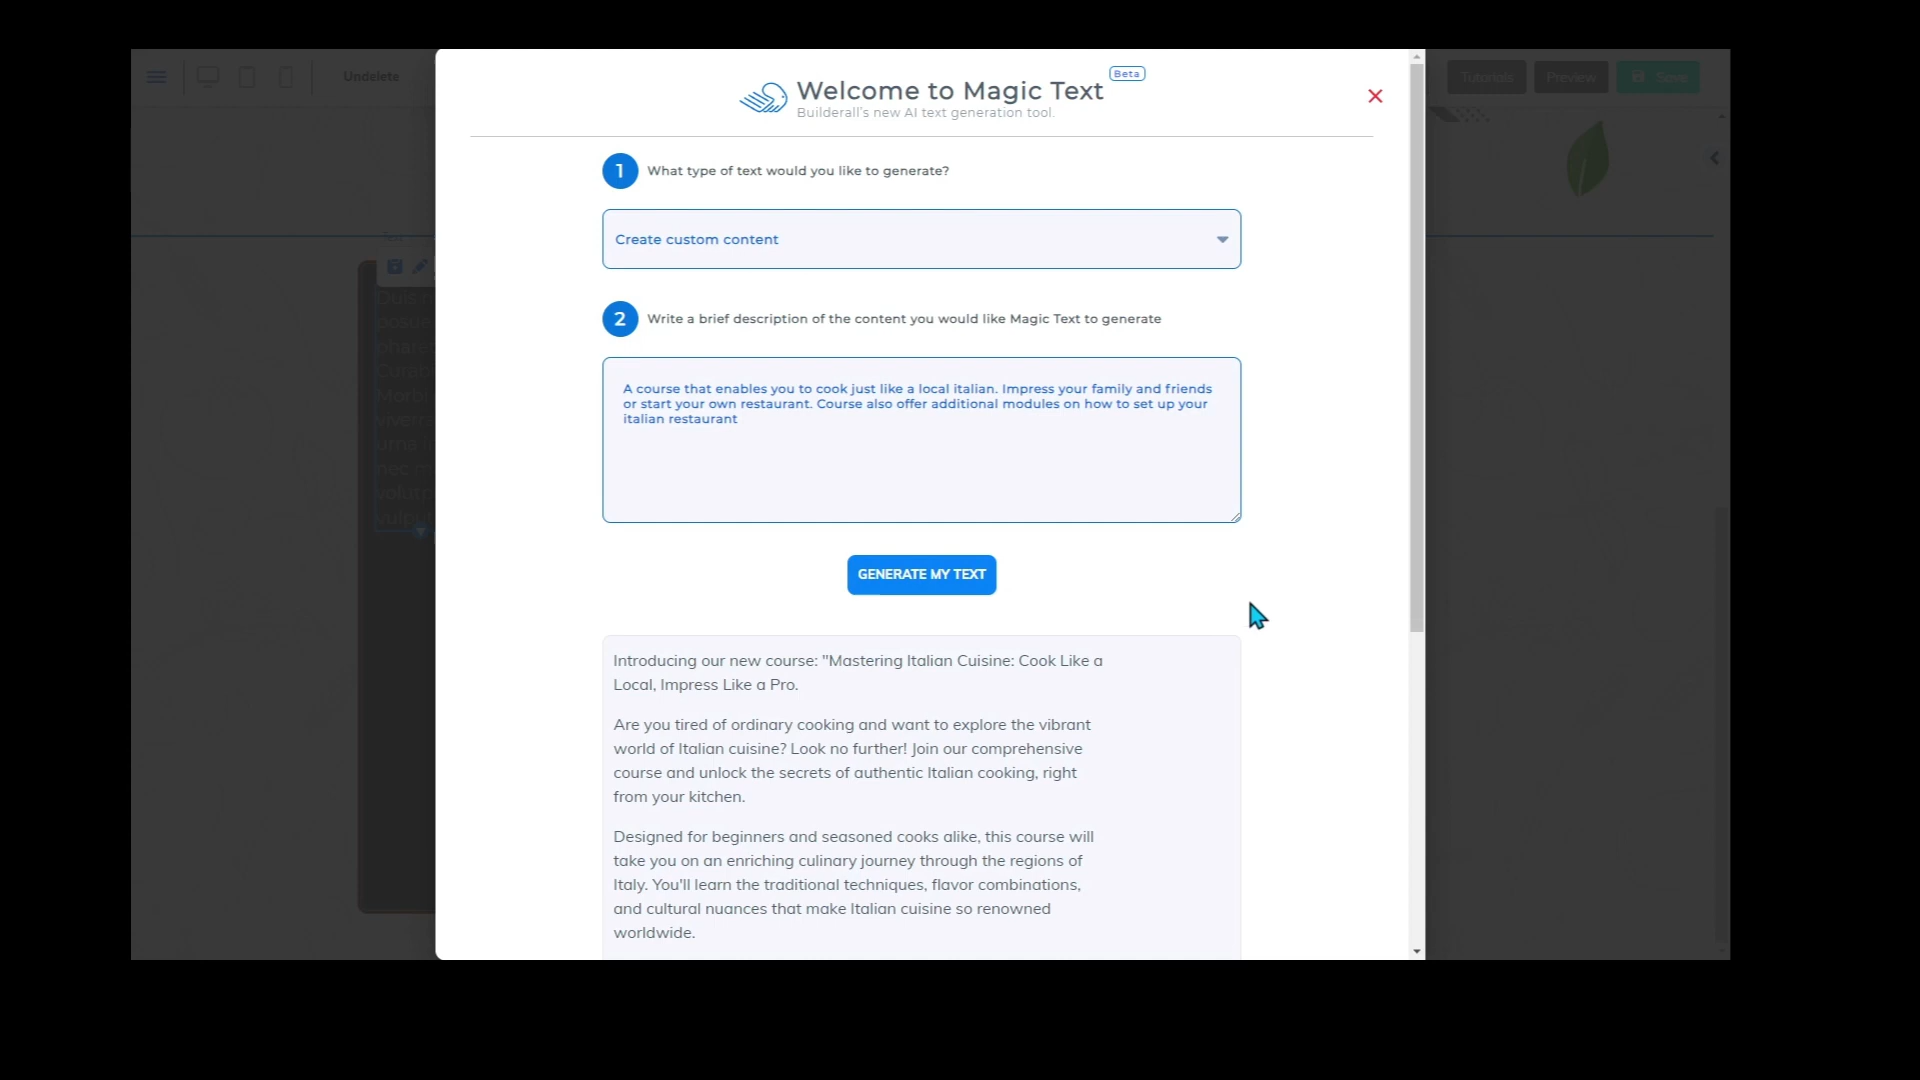 Undelete
Welcome to Magic Text
Beta
Builderall's new AI text generation tool.
Tutorials
Preview
Save
1
What type of text would you like to generate?
Create custom content
Text
2
Write a brief description of the content you would like Magic Text to generate
A course that enables you to cook just like a local italian. Impress your family and friends
or start your own restaurant. Course also offer additional modules on how to set up your
italian restaurant
Duis
Morbi
nec
GENERATE MY TEXT
Introducing our new course: "Mastering Italian Cuisine: Cook Like a
Local, Impress Like a Pro.
Are you tired of ordinary cooking and want to explore the vibrant
world of Italian cuisine? Look no further! Join our comprehensive
course and unlock the secrets of authentic Italian cooking, right
from your kitchen.
Designed for beginners and seasoned cooks alike, this course will
take you on an enriching culinary journey through the regions of
Italy. You'll learn the traditional techniques, flavor combinations,
and cultural nuances that make Italian cuisine so renowned
worldwide.